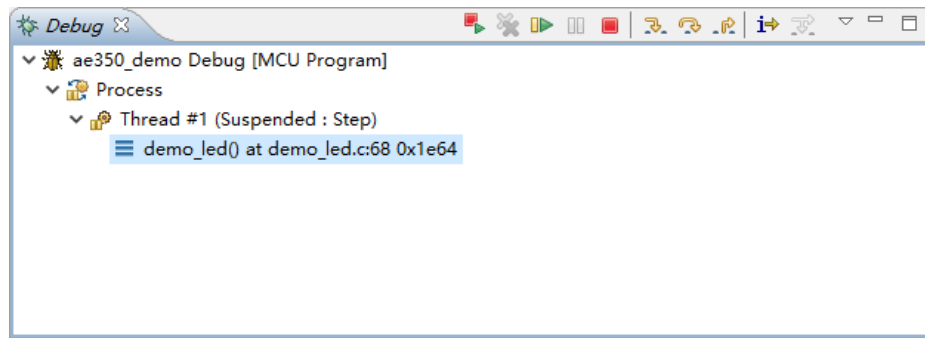 Debug
ae350_demo Debug [MCU Program]
Process
Thread #1 (Suspended : Step)
demo_led() at demo_led.c:68 0x1e64